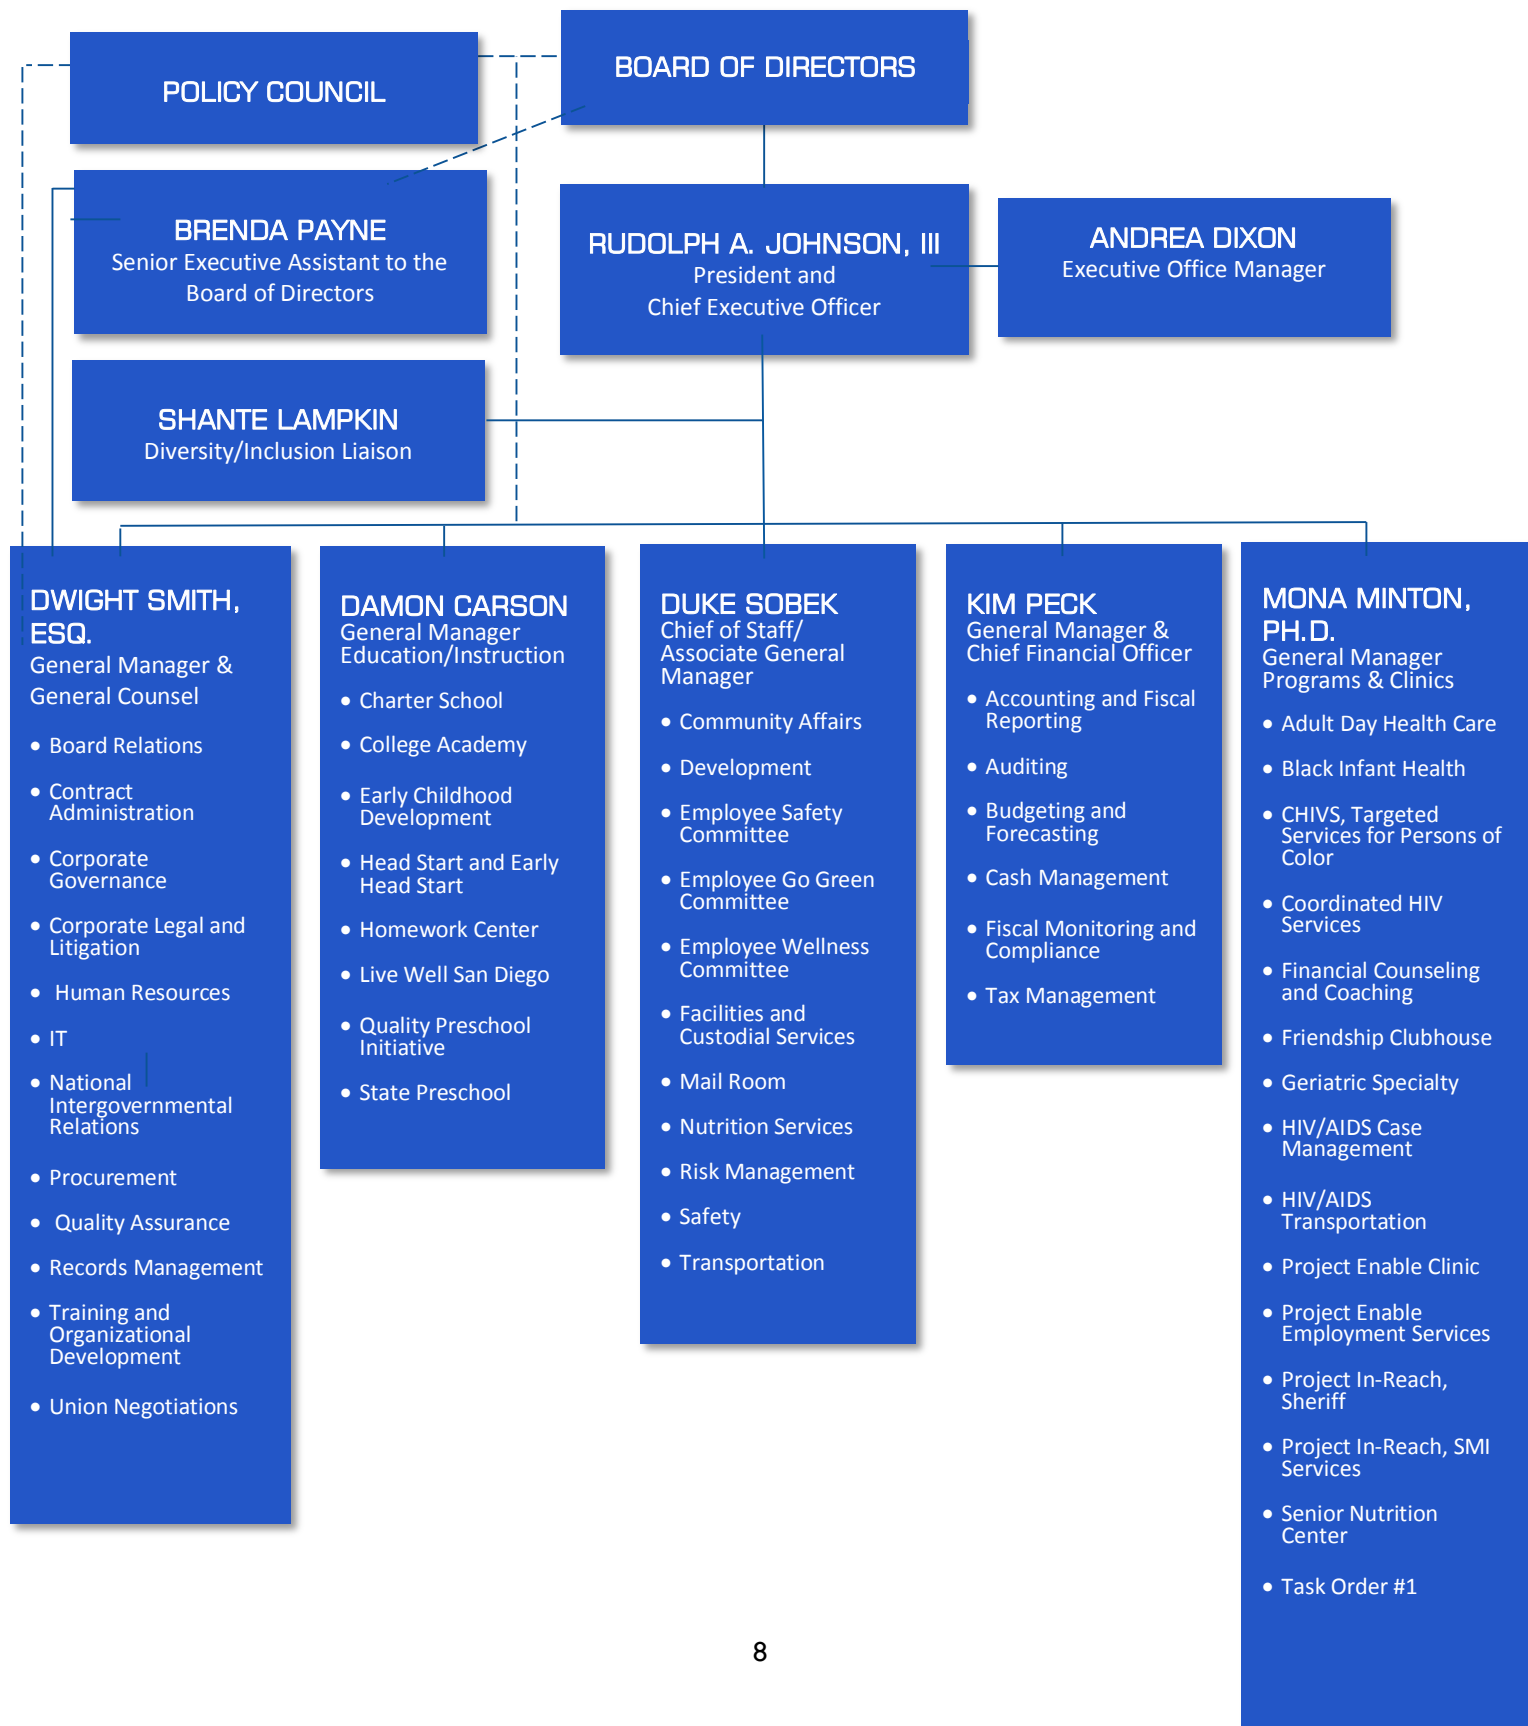 POLICY COUNCIL
BOARD OF DIRECTORS
BRENDA PAYNE
Senior Executive Assistant to the
Board of Directors
RUDOLPH A. JOHNSON, III
President and
Chief Executive Officer
ANDREA DIXON
Executive Office Manager
SHANTE LAMPKIN
Diversity/Inclusion Liaison
DWIGHT SMITH,
ESQ.
General Manager &
General Counsel
• Board Relations
• Contract
Administration
• Corporate
Governance
• Corporate Legal and
Litigation
• Human Resources
• IT
• National
Intergovernmental
Relations
• Procurement
• Quality Assurance
• Records Management
• Training and
Organizational
Development
• Union Negotiations
DAMON CARSON
General Manager
Education/Instruction
• Charter School
• College Academy
• Early Childhood
Development
• Head Start and Early
Head Start
• Homework Center
• Live Well San Diego
• Quality Preschool
Initiative
• State Preschool
DUKE SOBEK
Chief of Staff/
Associate General
Manager
• Community Affairs
• Development
• Employee Safety
Committee
• Employee Go Green
Committee
• Employee Wellness
Committee
• Facilities and
Custodial Services
• Mail Room
• Nutrition Services
• Risk Management
• Safety
• Transportation
KIM PECK
General Manager &
Chief Financial Officer
• Accounting and Fiscal
Reporting
• Auditing
• Budgeting and
Forecasting
• Cash Management
• Fiscal Monitoring and
Compliance
• Tax Management
MONA MINTON,
PH.D.
General Manager
Programs & Clinics
• Adult Day Health Care
• Black Infant Health
• CHIVS, Targeted
Services for Persons of
Color
• Coordinated HIV
Services
• Financial Counseling
and Coaching
• Friendship Clubhouse
• Geriatric Specialty
• HIV/AIDS Case
Management
• HIV/AIDS
Transportation
• Project Enable Clinic
• Project Enable
Employment Services
• Project In-Reach,
Sheriff
• Project In-Reach, SMI
Services
• Senior Nutrition
Center
• Task Order #1
8